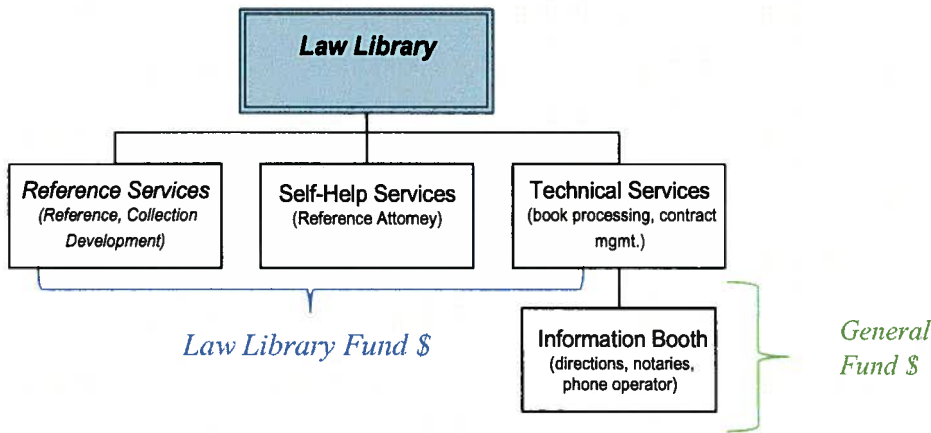 Law Library
Reference Services
(Reference, Collection
Development)
Self-Help Services
(Reference Attorney)
Technical Services
(book processing, contract
mgmt.)
Law Library Fund $
Information Booth
(directions, notaries,
phone operator)
General
Fund $